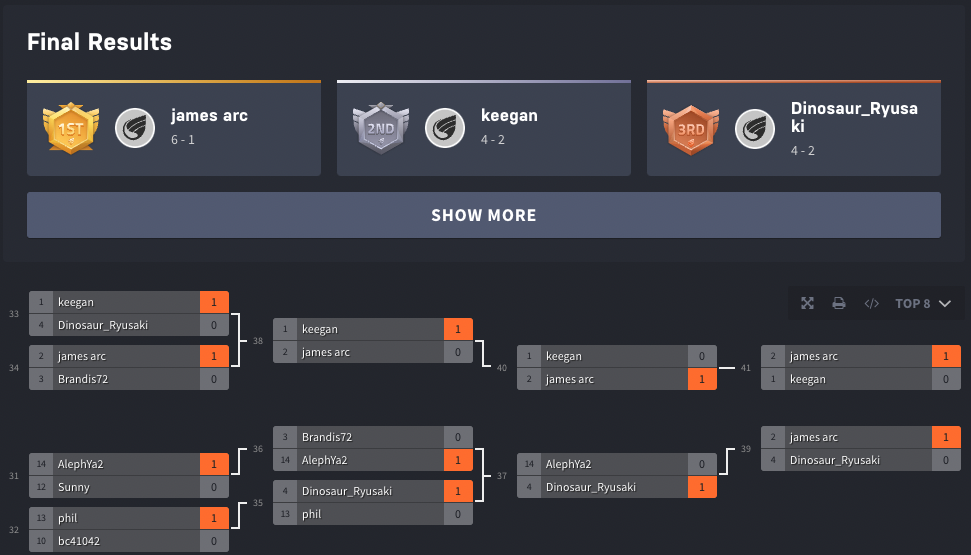 Final Results
1ST
james arc
6 - 1
2ND
keegan
4 - 2
3RD
Dinosaur_Ryusa
ki
4 - 2
SHOW MORE
</> TOP 8
33
1 keegan 1
4 Dinosaur_Ryusaki 0
34
2 james arc 1
3 Brandis72 0
38
1 keegan 1
2 james arc 0
40
1 keegan 0
2 james arc 1
41
2 james arc 1
1 keegan 0
31
14 AlephYa2 1
12 Sunny 0
32
13 phil 1
10 bc41042 0
36
3 Brandis72 0
14 AlephYa2 1
35
4 Dinosaur_Ryusaki 1
13 phil 0
37
14 AlephYa2 0
4 Dinosaur_Ryusaki 1
39
2 james arc 1
4 Dinosaur_Ryusaki 0